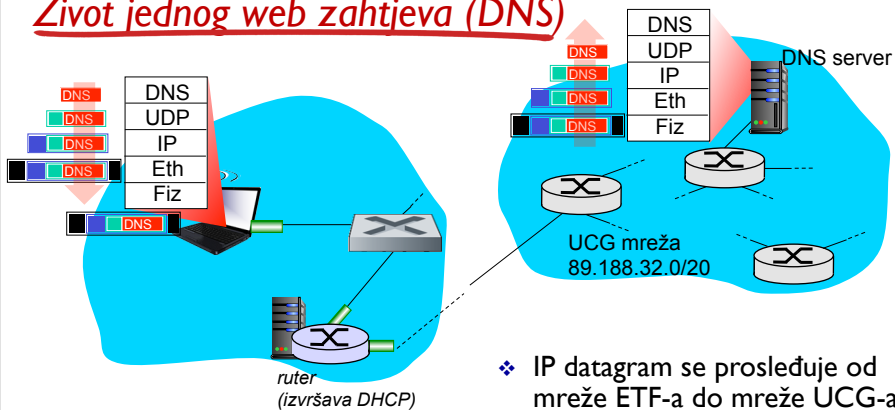 Život jednog web zahtjeva (DNS)
DNS
DNS
DNS
DNS
DNS
DNS
UDP
IP
Eth
Fiz
DNS
DNS
DNS
DNS
DNS
UDP
IP
Eth
Fiz
DNS server
UCG mreža
89.188.32.0/20
ruter
(izvršava DHCP)
❖ IP datagram se prosleđuje od
mreže ETF-a do mreže UCG-a